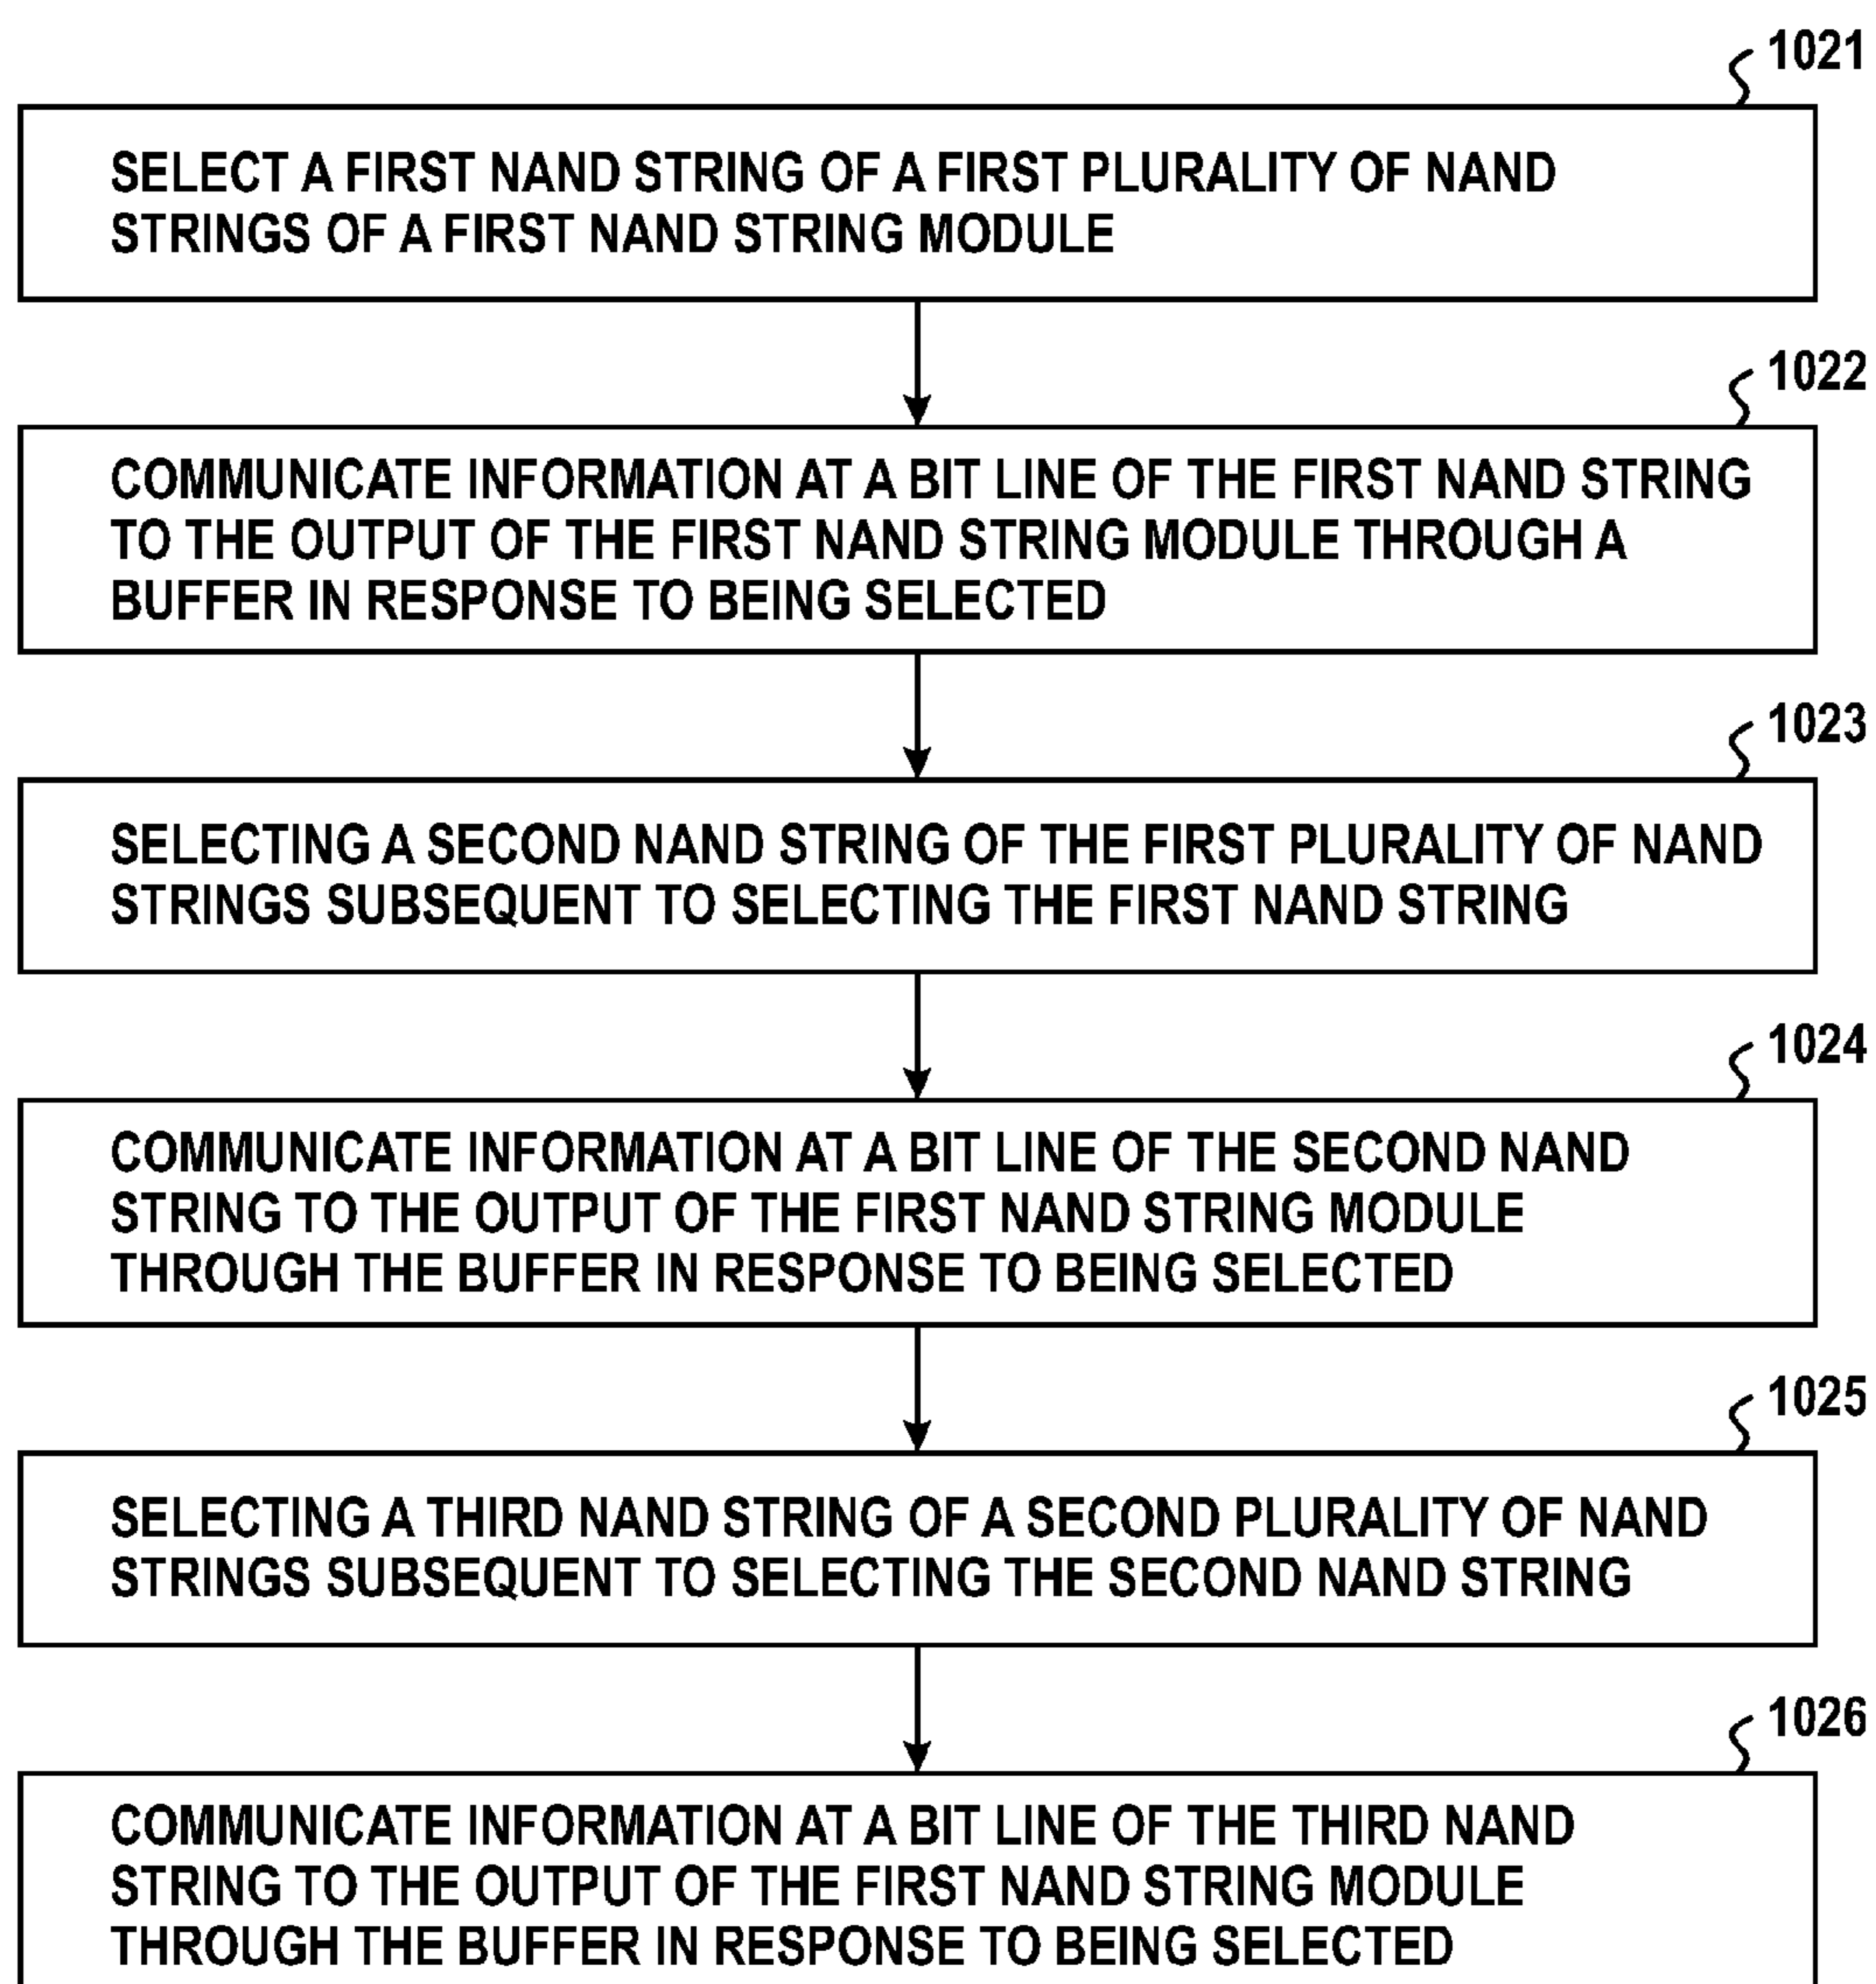 1021
SELECT A FIRST NAND STRING OF A FIRST PLURALITY OF NAND
STRINGS OF A FIRST NAND STRING MODULE
1022
COMMUNICATE INFORMATION AT A BIT LINE OF THE FIRST NAND STRING
TO THE OUTPUT OF THE FIRST NAND STRING MODULE THROUGH A
BUFFER IN RESPONSE TO BEING SELECTED
1023
SELECTING A SECOND NAND STRING OF THE FIRST PLURALITY OF NAND
STRINGS SUBSEQUENT TO SELECTING THE FIRST NAND STRING
1024
COMMUNICATE INFORMATION AT A BIT LINE OF THE SECOND NAND
STRING TO THE OUTPUT OF THE FIRST NAND STRING MODULE
THROUGH THE BUFFER IN RESPONSE TO BEING SELECTED
1025
SELECTING A THIRD NAND STRING OF A SECOND PLURALITY OF NAND
STRINGS SUBSEQUENT TO SELECTING THE SECOND NAND STRING
1026
COMMUNICATE INFORMATION AT A BIT LINE OF THE THIRD NAND
STRING TO THE OUTPUT OF THE FIRST NAND STRING MODULE
THROUGH THE BUFFER IN RESPONSE TO BEING SELECTED